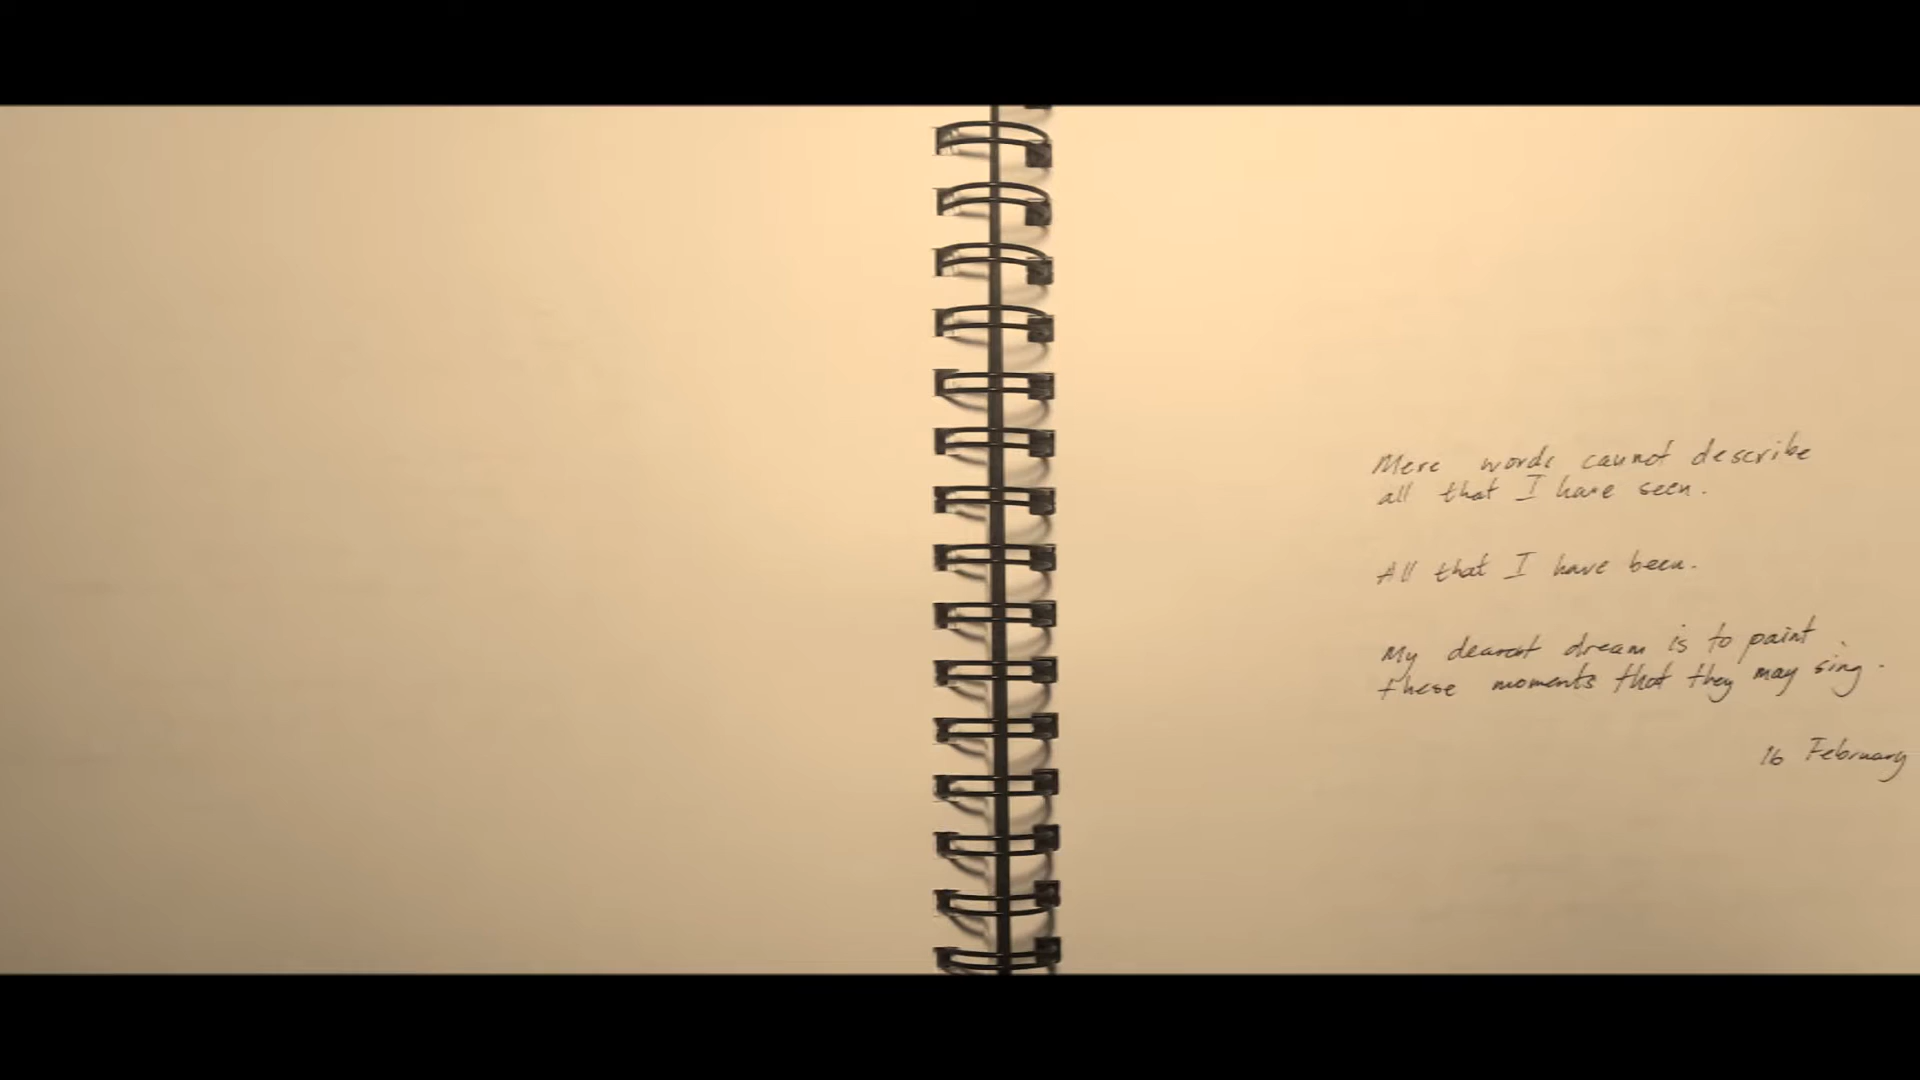 Mere words cannot describe
all that I have seen.
All that I have been.
My dearest dream is to paint
these moments that they may sing.
16 February